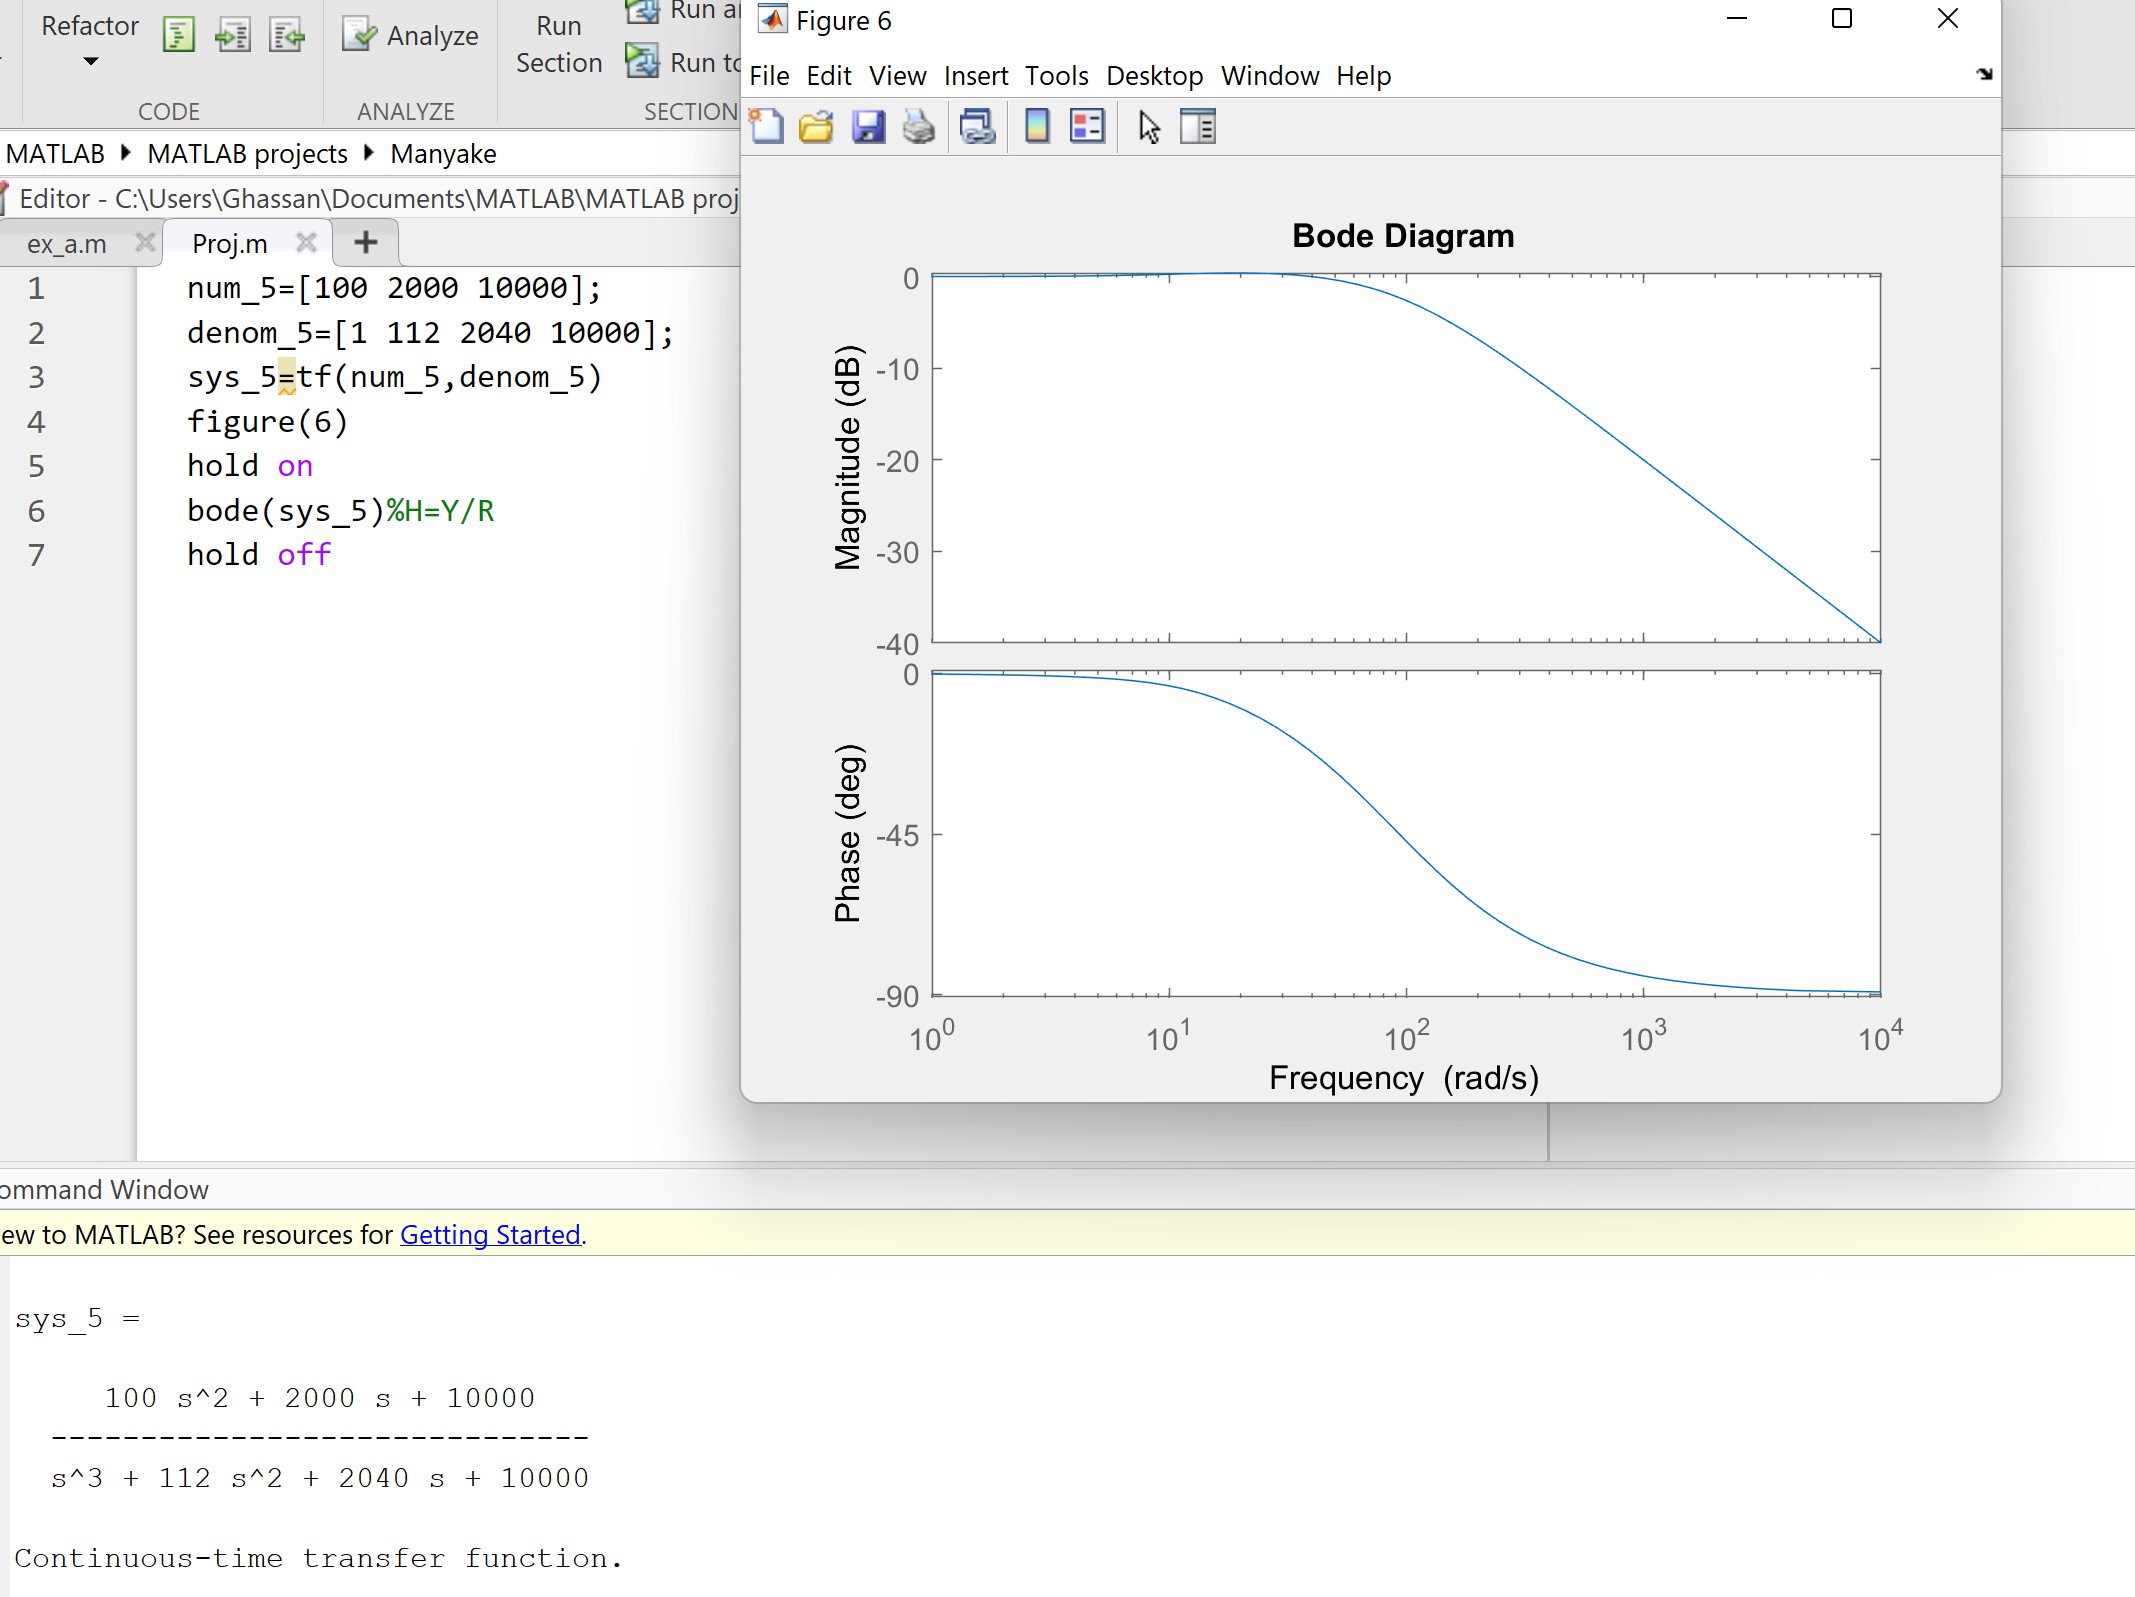 Refactor
Analyze
Run
Section
CODE
ANALYZE
SECTION
MATLAB MATLAB projects Manyake
Editor - C:\Users\Ghassan\Documents\MATLAB\MATLAB proj
ex_a.m
Proj.m
1 num_5=[100 2000 10000];
2 denom_5=[1 112 2040 10000];
3 sys_5=tf(num_5,denom_5)
4 figure(6)
5 hold on
6 bode(sys_5)%H=Y/R
7 hold off
Figure 6
File Edit View Insert Tools Desktop Window Help
Bode Diagram
Magnitude (dB)
0
-10
-20
-30
-40
Phase (deg)
0
-45
-90
10^0 10^1 10^2 10^3 10^4
Frequency (rad/s)
ommand Window
ew to MATLAB? See resources for Getting Started.
sys_5 =
100 s^2 + 2000 s + 10000
------------------------------
s^3 + 112 s^2 + 2040 s + 10000
Continuous-time transfer function.